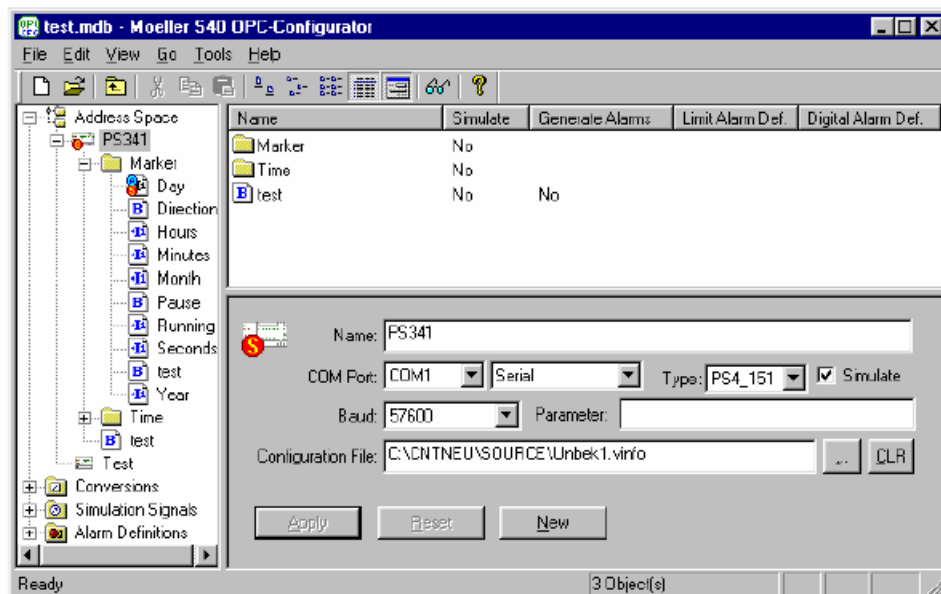 test.mdb - Moeller S40 OPC-Configurator
File Edit View Go Tools Help
Address Space
PS341
Marker
Day
Direction
Hours
Minutes
Month
Pause
Running
Seconds
test
Year
Time
test
Test
Conversions
Simulation Signals
Alarm Definitions
Name Simulate Generate Alarms Limit Alarm Def. Digital Alarm Def.
Marker No
Time No
test No No
Name: PS341
COM Port: COM1 Serial Type: PS4_151 Simulate
Baud: 57600 Parameter:
Configuration File: C:\CNTNEU\SOURCE\Unbek1.vinfo ... CLR
Apply Reset New
Ready 3 Object(s)